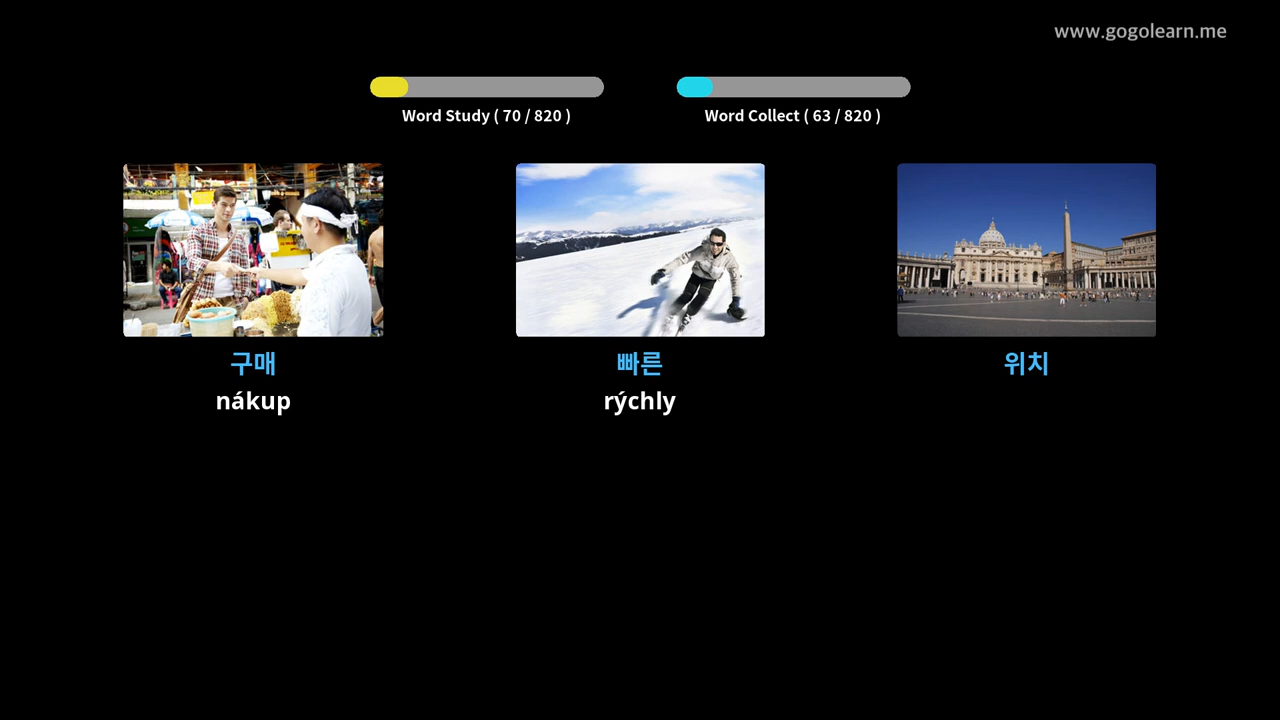 www.gogolearn.me
Word Study ( 70 / 820 )
Word Collect ( 63 / 820 )
구매
빠른
위치
nákup
rýchly